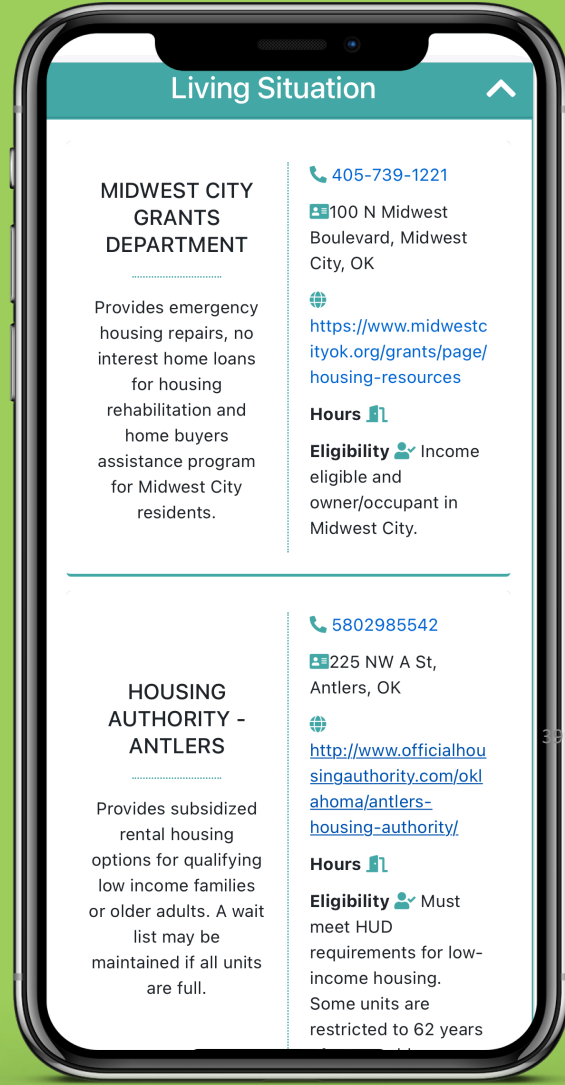 Living Situation
MIDWEST CITY
GRANTS
DEPARTMENT
Provides emergency
housing repairs, no
interest home loans
for housing
rehabilitation and
home buyers
assistance program
for Midwest City
residents.
405-739-1221
100 N Midwest
Boulevard, Midwest
City, OK
https://www.midwestc
ityok.org/grants/page/
housing-resources
Hours
Eligibility Income
eligible and
owner/occupant in
Midwest City.
HOUSING
AUTHORITY -
ANTLERS
Provides subsidized
rental housing
options for qualifying
low income families
or older adults. A wait
list may be
maintained if all units
are full.
5802985542
225 NW A St,
Antlers, OK
http://www.officialhou
singauthority.com/okl
ahoma/antlers-
housing-authority/
Hours
Eligibility Must
meet HUD
requirements for low-
income housing.
Some units are
restricted to 62 years
39